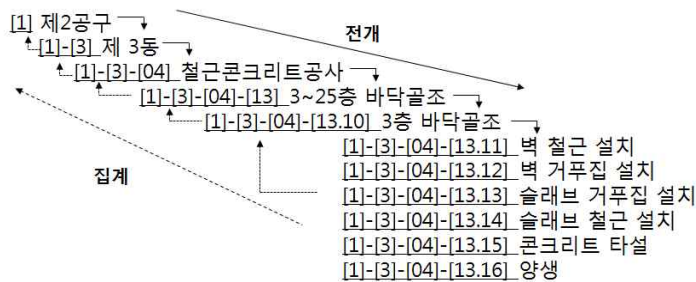 [1] 제2공구
전개
[1]-[3] 제 3동
[1]-[3]-[04] 철근콘크리트공사
[1]-[3]-[04]-[13] 3~25층 바닥골조
[1]-[3]-[04]-[13.10] 3층 바닥골조
[1]-[3]-[04]-[13.11] 벽 철근 설치
[1]-[3]-[04]-[13.12] 벽 거푸집 설치
집계
[1]-[3]-[04]-[13.13] 슬래브 거푸집 설치
[1]-[3]-[04]-[13.14] 슬래브 철근 설치
[1]-[3]-[04]-[13.15] 콘크리트 타설
[1]-[3]-[04]-[13.16] 양생